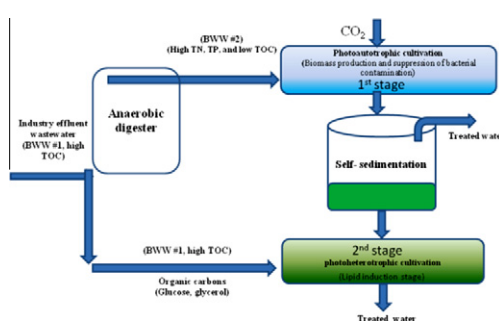 (BWW #2)
(High TN, TP, and low TOC)
CO2
Photoautotrophic cultivation
(Biomass production and suppression of bacterial
contamination)
1st stage
Anaerobic
digester
Industry effluent
wastewater
(BWW #1, high
TOC)
Treated water
Self- sedimentation
(BWW #1, high TOC)
Organic carbons
(Glucose, glycerol)
2nd stage
photoheterotrophic cultivation
(Lipid induction stage)
Treated water